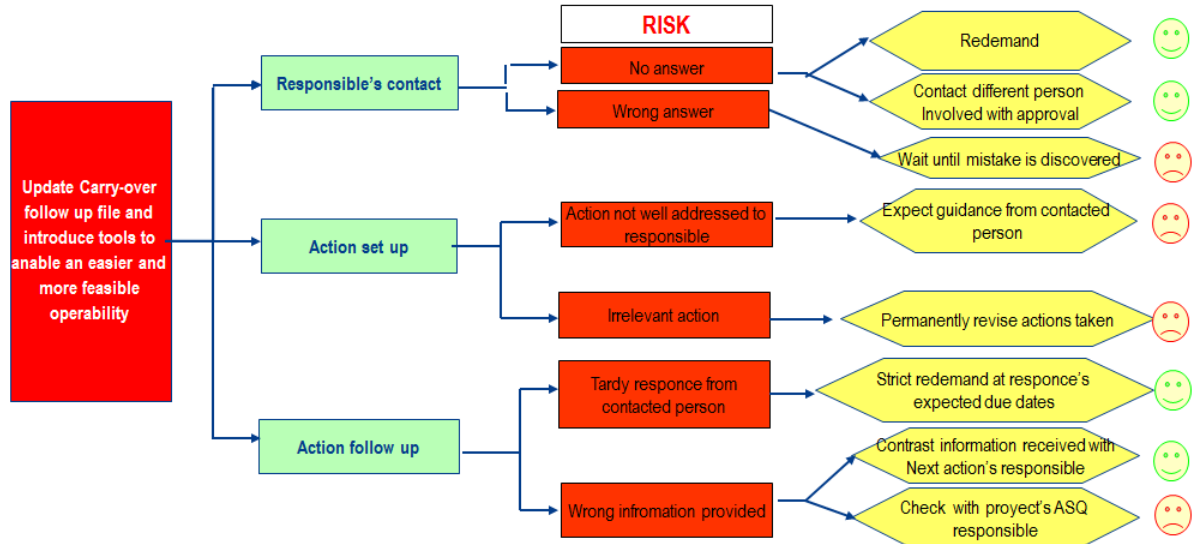 RISK
Update Carry-over
follow up file and
introduce tools to
anable an easier and
more feasible
operability
Responsible's contact
No answer
Wrong answer
Redemand
Contact different person
Involved with approval
Wait until mistake is discovered
Action set up
Action not well addressed to
responsible
Irrelevant action
Expect guidance from contacted
person
Permanently revise actions taken
Action follow up
Tardy responce from
contacted person
Wrong infromation provided
Strict redemand at responce's
expected due dates
Contrast information received with
Next action's responsible
Check with proyect's ASQ
responsible